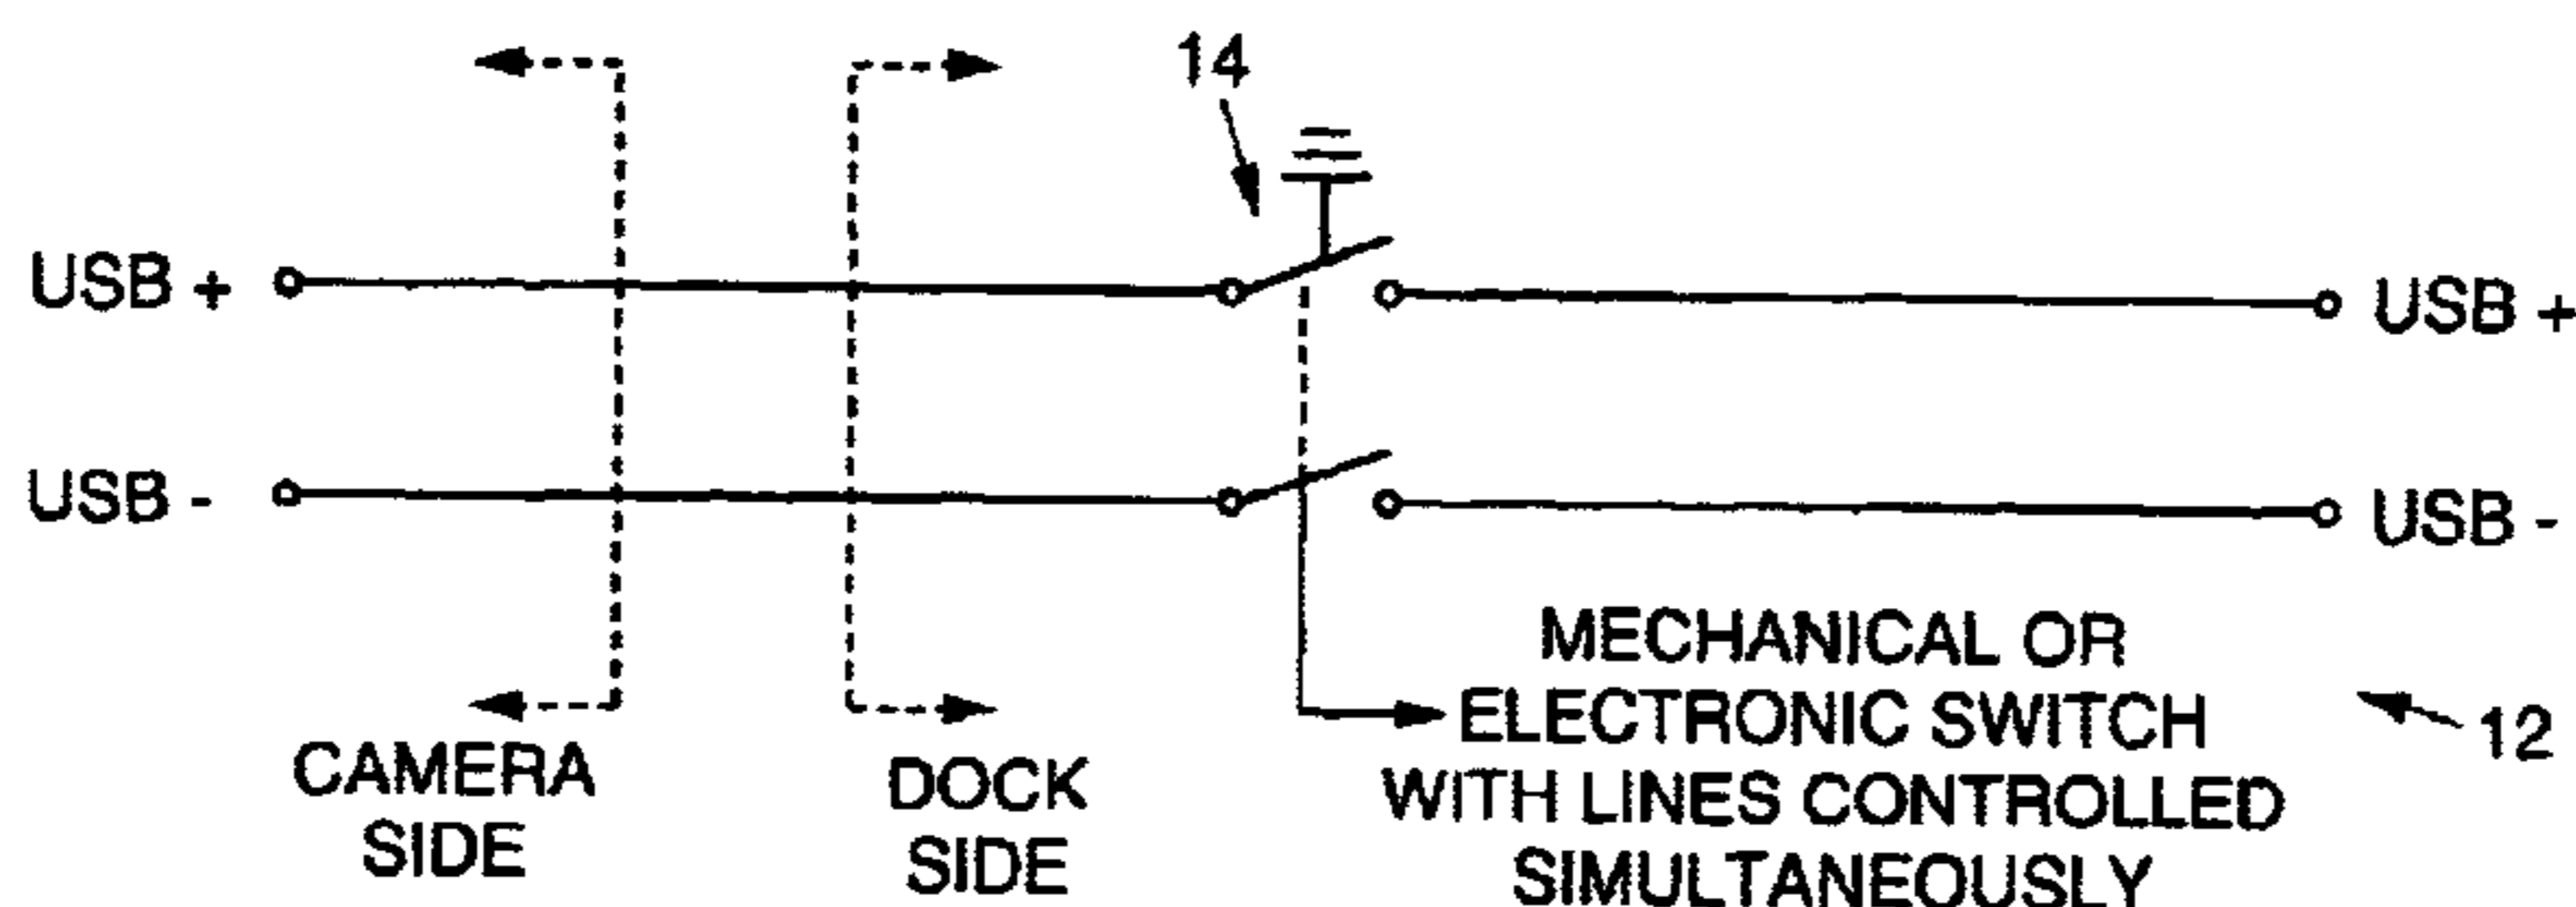 14
USB +
USB +
USB -
USB -
CAMERA
SIDE
DOCK
SIDE
MECHANICAL OR
ELECTRONIC SWITCH
WITH LINES CONTROLLED
SIMULTANEOUSLY
12